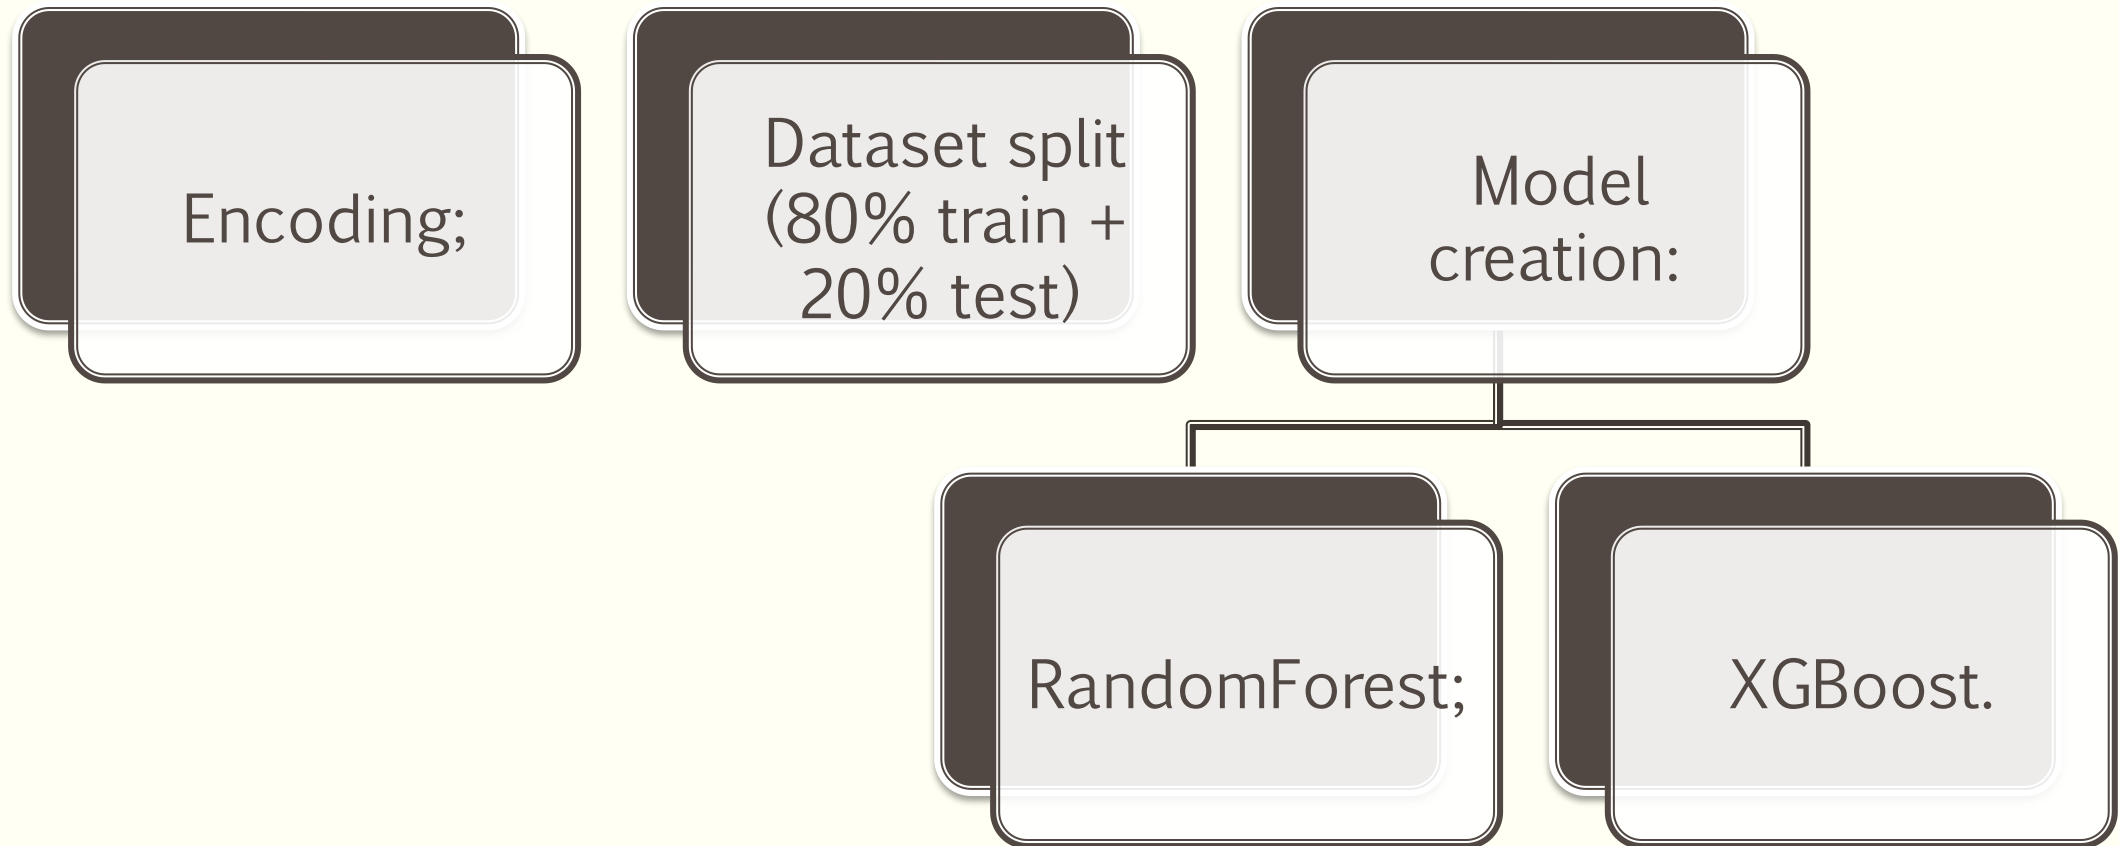 Encoding;
Dataset split
(80% train +
20% test)
Model
creation:
RandomForest;
XGBoost.